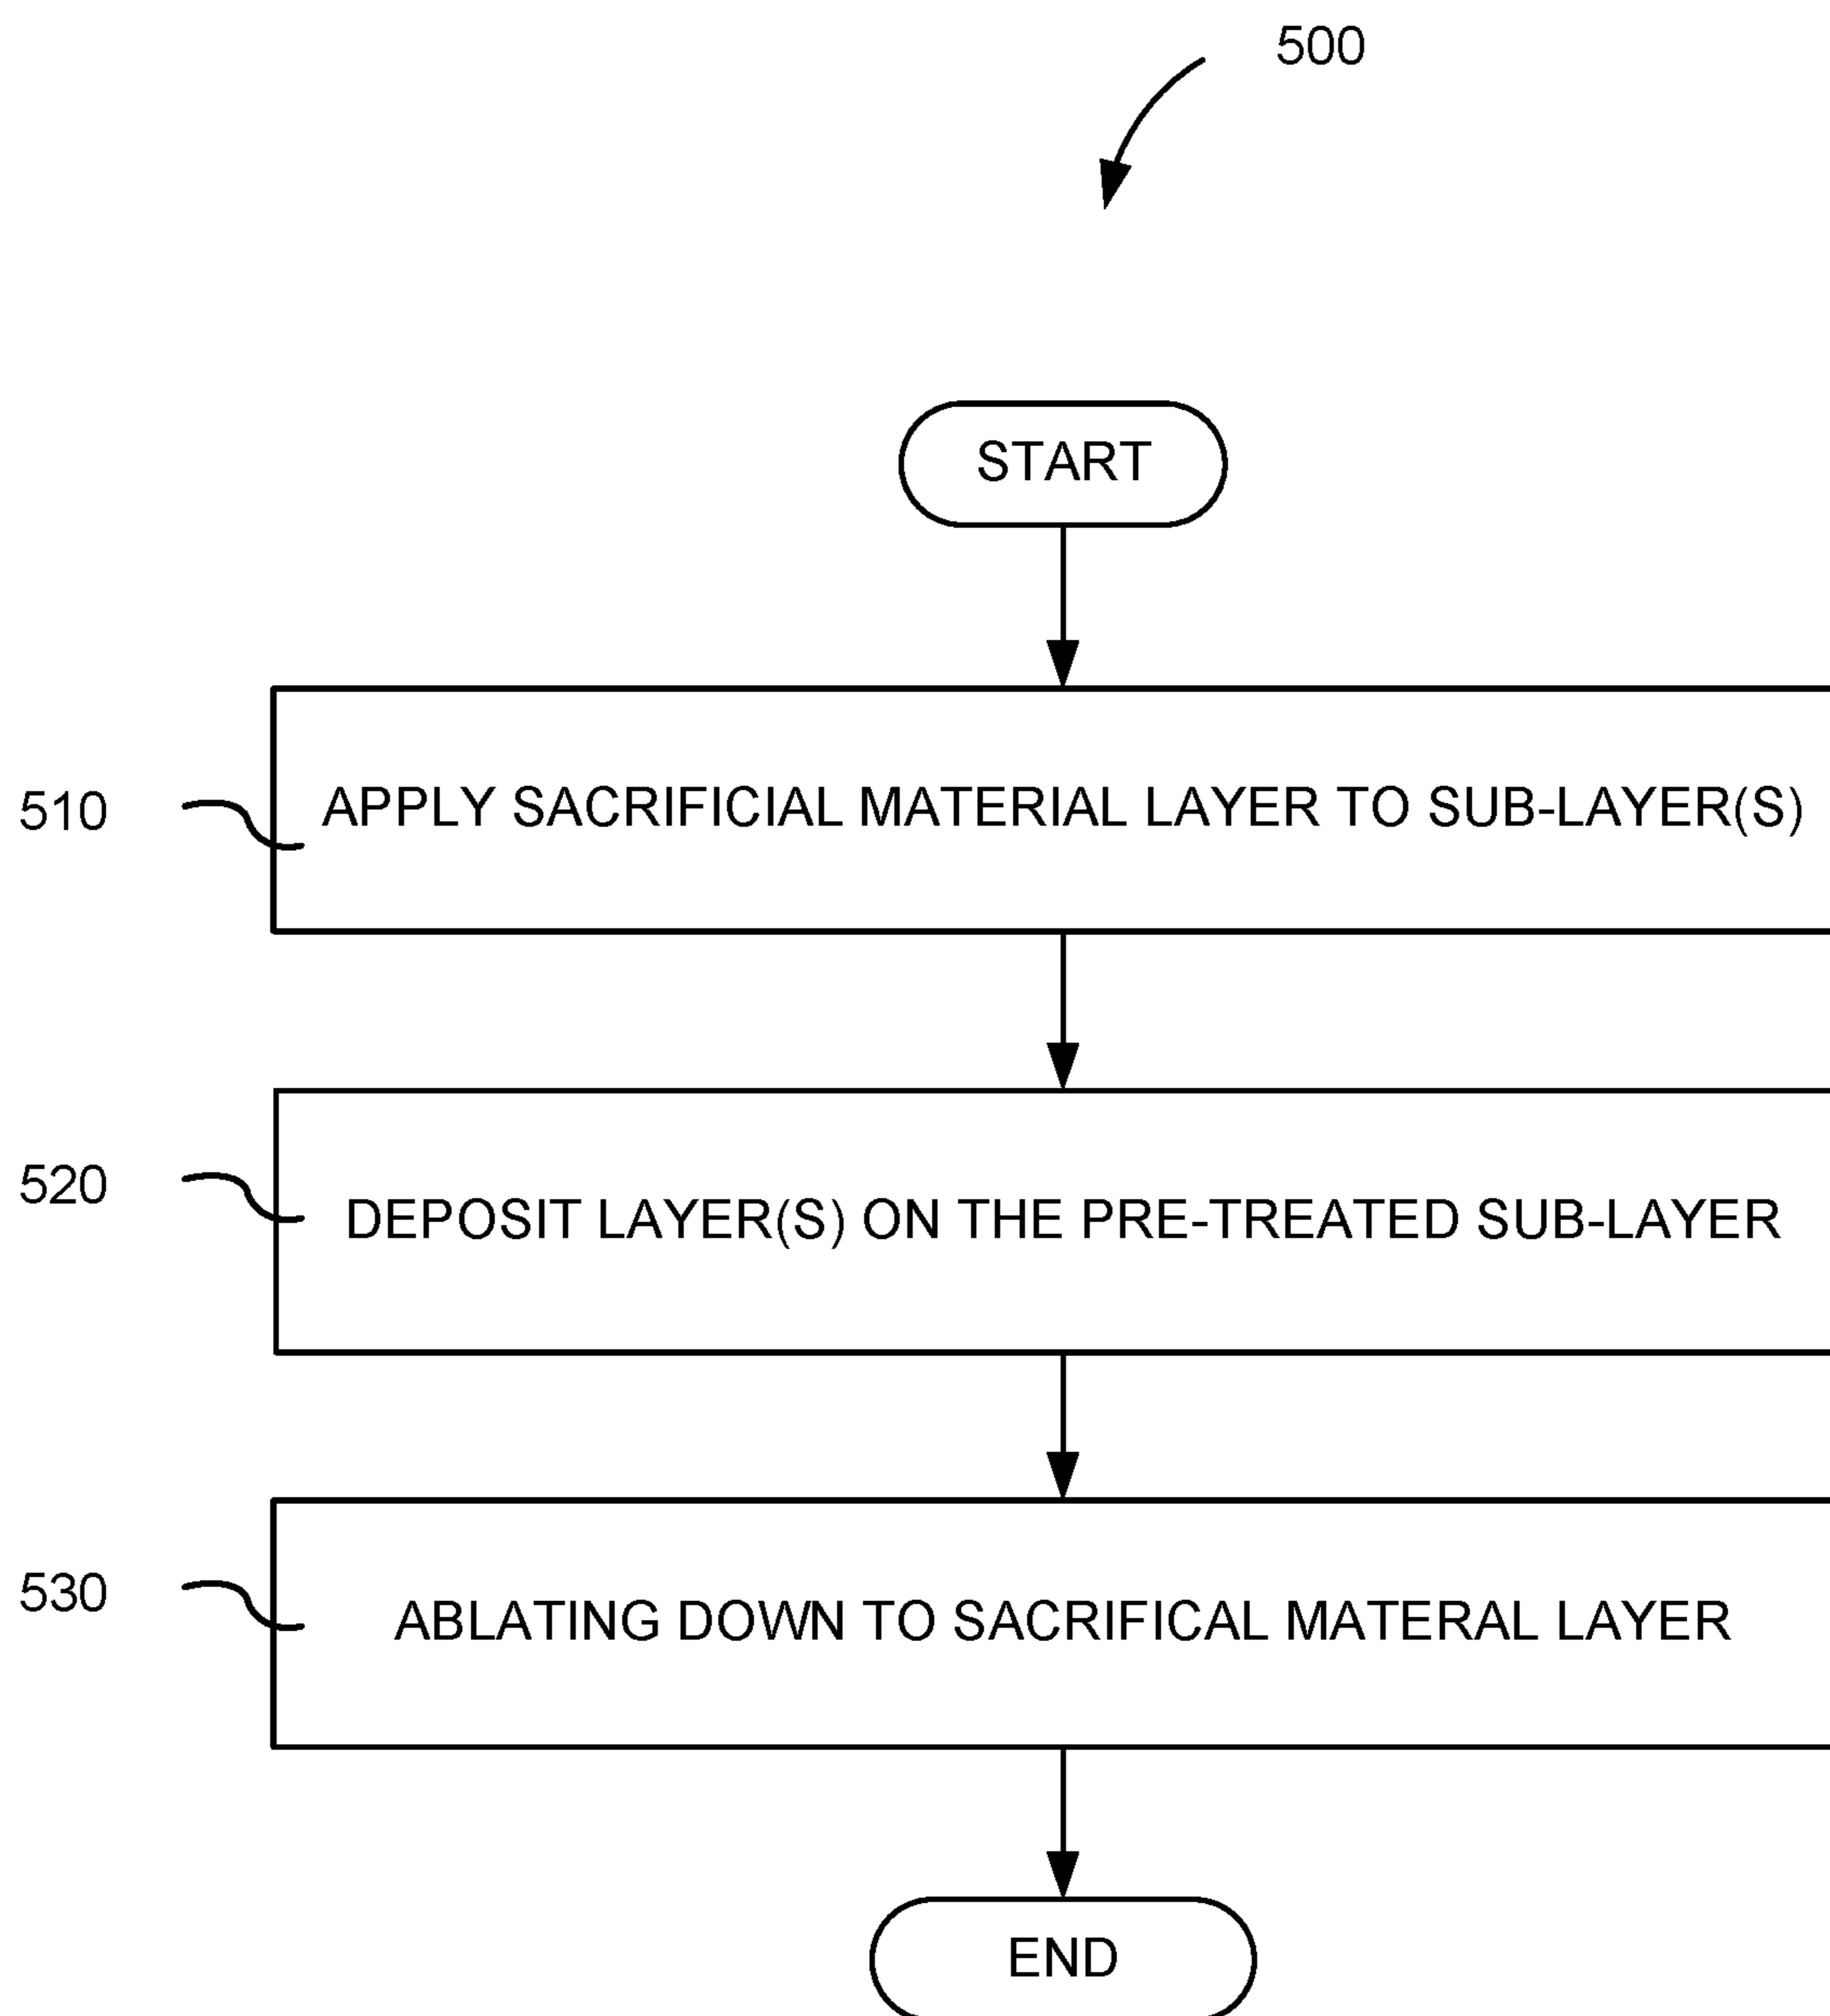 500
START
510 APPLY SACRIFICIAL MATERIAL LAYER TO SUB-LAYER(S)
520 DEPOSIT LAYER(S) ON THE PRE-TREATED SUB-LAYER
530 ABLATING DOWN TO SACRIFICAL MATERAL LAYER
END